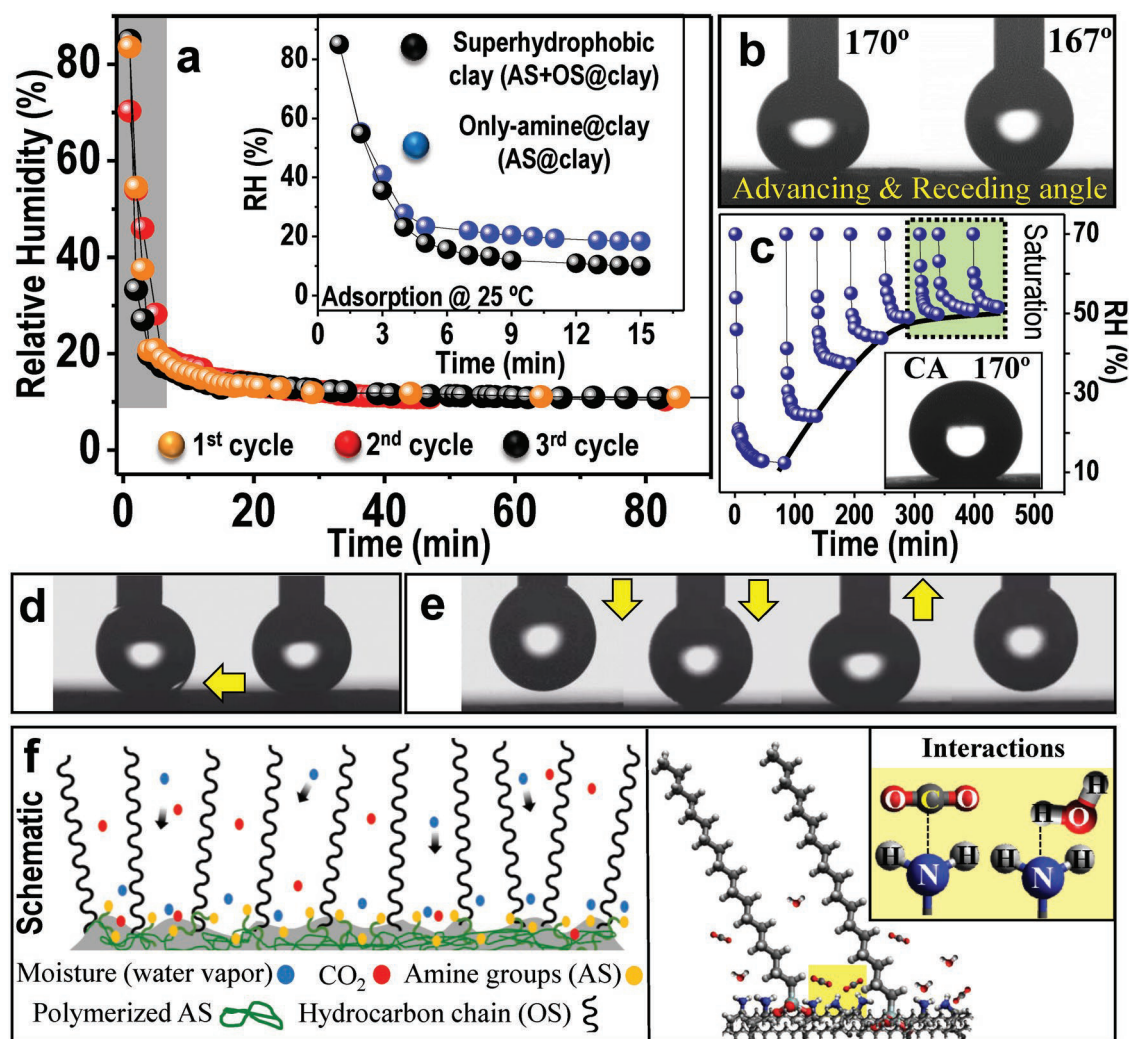 a
Relative Humidity (%)
80
60
40
20
0
0
20
40
60
80
Time (min)
1st cycle
2nd cycle
3rd cycle
RH (%)
80
60
40
20
0
0
3
6
9
12
15
Time (min)
Superhydrophobic
clay (AS+OS@clay)
Only-amine@clay
(AS@clay)
Adsorption @ 25 ºC
b
170º
167º
Advancing & Receding angle
c
Saturation
70
50
30
10
RH (%)
CA 170º
0
100
200
300
400
500
Time (min)
d
e
f
Schematic
Moisture (water vapor)
CO2
Amine groups (AS)
Polymerized AS
Hydrocarbon chain (OS)
Interactions
O C O
H
H O
H H
N
H H
N